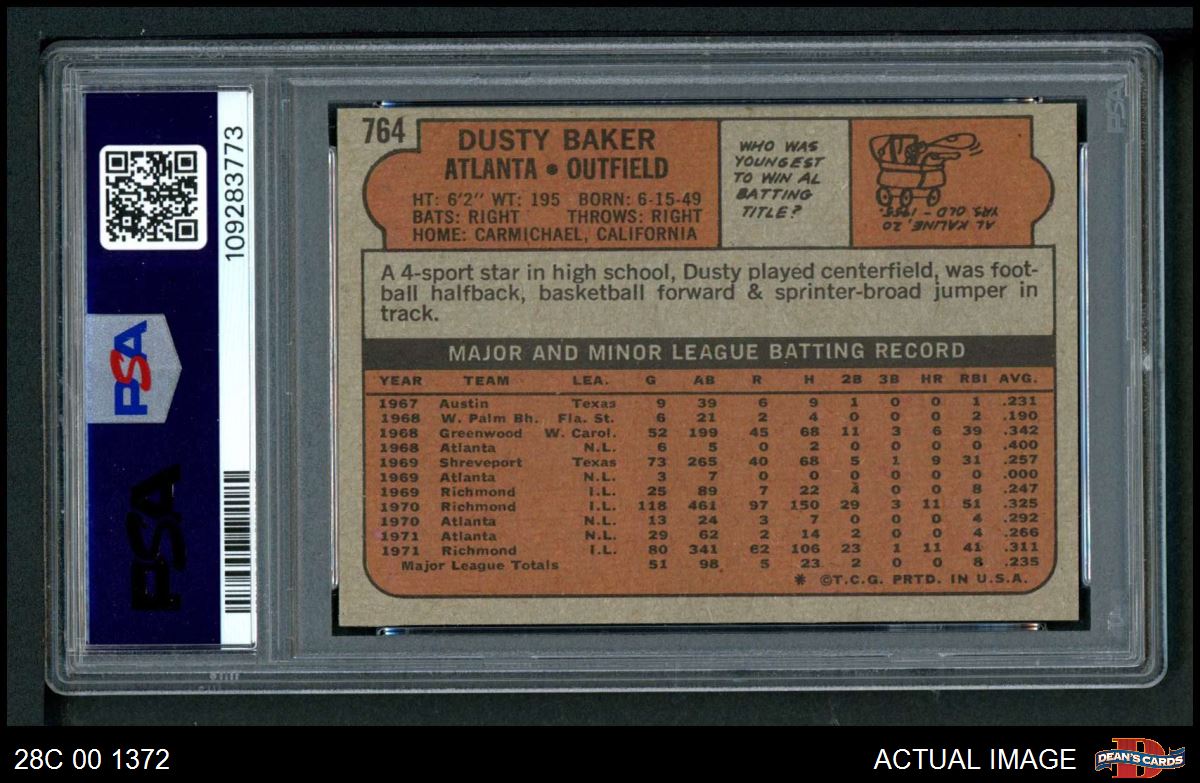 109283773
PSA
PSA
764
DUSTY BAKER
ATLANTA • OUTFIELD
HT: 6'2" WT: 195 BORN: 6-15-49
BATS: RIGHT THROWS: RIGHT
HOME: CARMICHAEL, CALIFORNIA
WHO WAS
YOUNGEST
TO WIN AL
BATTING
TITLE?
AL KALINE, 20
YRS. OLD - 1955.
A 4-sport star in high school, Dusty played centerfield, was foot-
ball halfback, basketball forward & sprinter-broad jumper in
track.
MAJOR AND MINOR LEAGUE BATTING RECORD
YEAR TEAM LEA. G AB R H 2B 3B HR RBI AVG.
1967 Austin Texas 9 39 6 9 1 0 0 1 .231
1968 W. Palm Bh. Fla. St. 6 21 2 4 0 0 0 2 .190
1968 Greenwood W. Carol. 52 199 45 68 11 3 6 39 .342
1968 Atlanta N.L. 6 5 0 2 0 0 0 0 .400
1969 Shreveport Texas 73 265 40 68 5 1 9 31 .257
1969 Atlanta N.L. 3 7 0 0 0 0 0 0 .000
1969 Richmond I.L. 25 89 7 22 4 0 0 8 .247
1970 Richmond I.L. 118 461 97 150 29 3 11 51 .325
1970 Atlanta N.L. 13 24 3 7 0 0 0 4 .292
1971 Atlanta N.L. 29 62 2 14 2 0 0 4 .266
1971 Richmond I.L. 80 341 62 106 23 1 11 41 .311
Major League Totals 51 98 5 23 2 0 0 8 .235
* ©T.C.G. PRTD. IN U.S.A.
28C 00 1372
ACTUAL IMAGE
DEAN'S CARDS